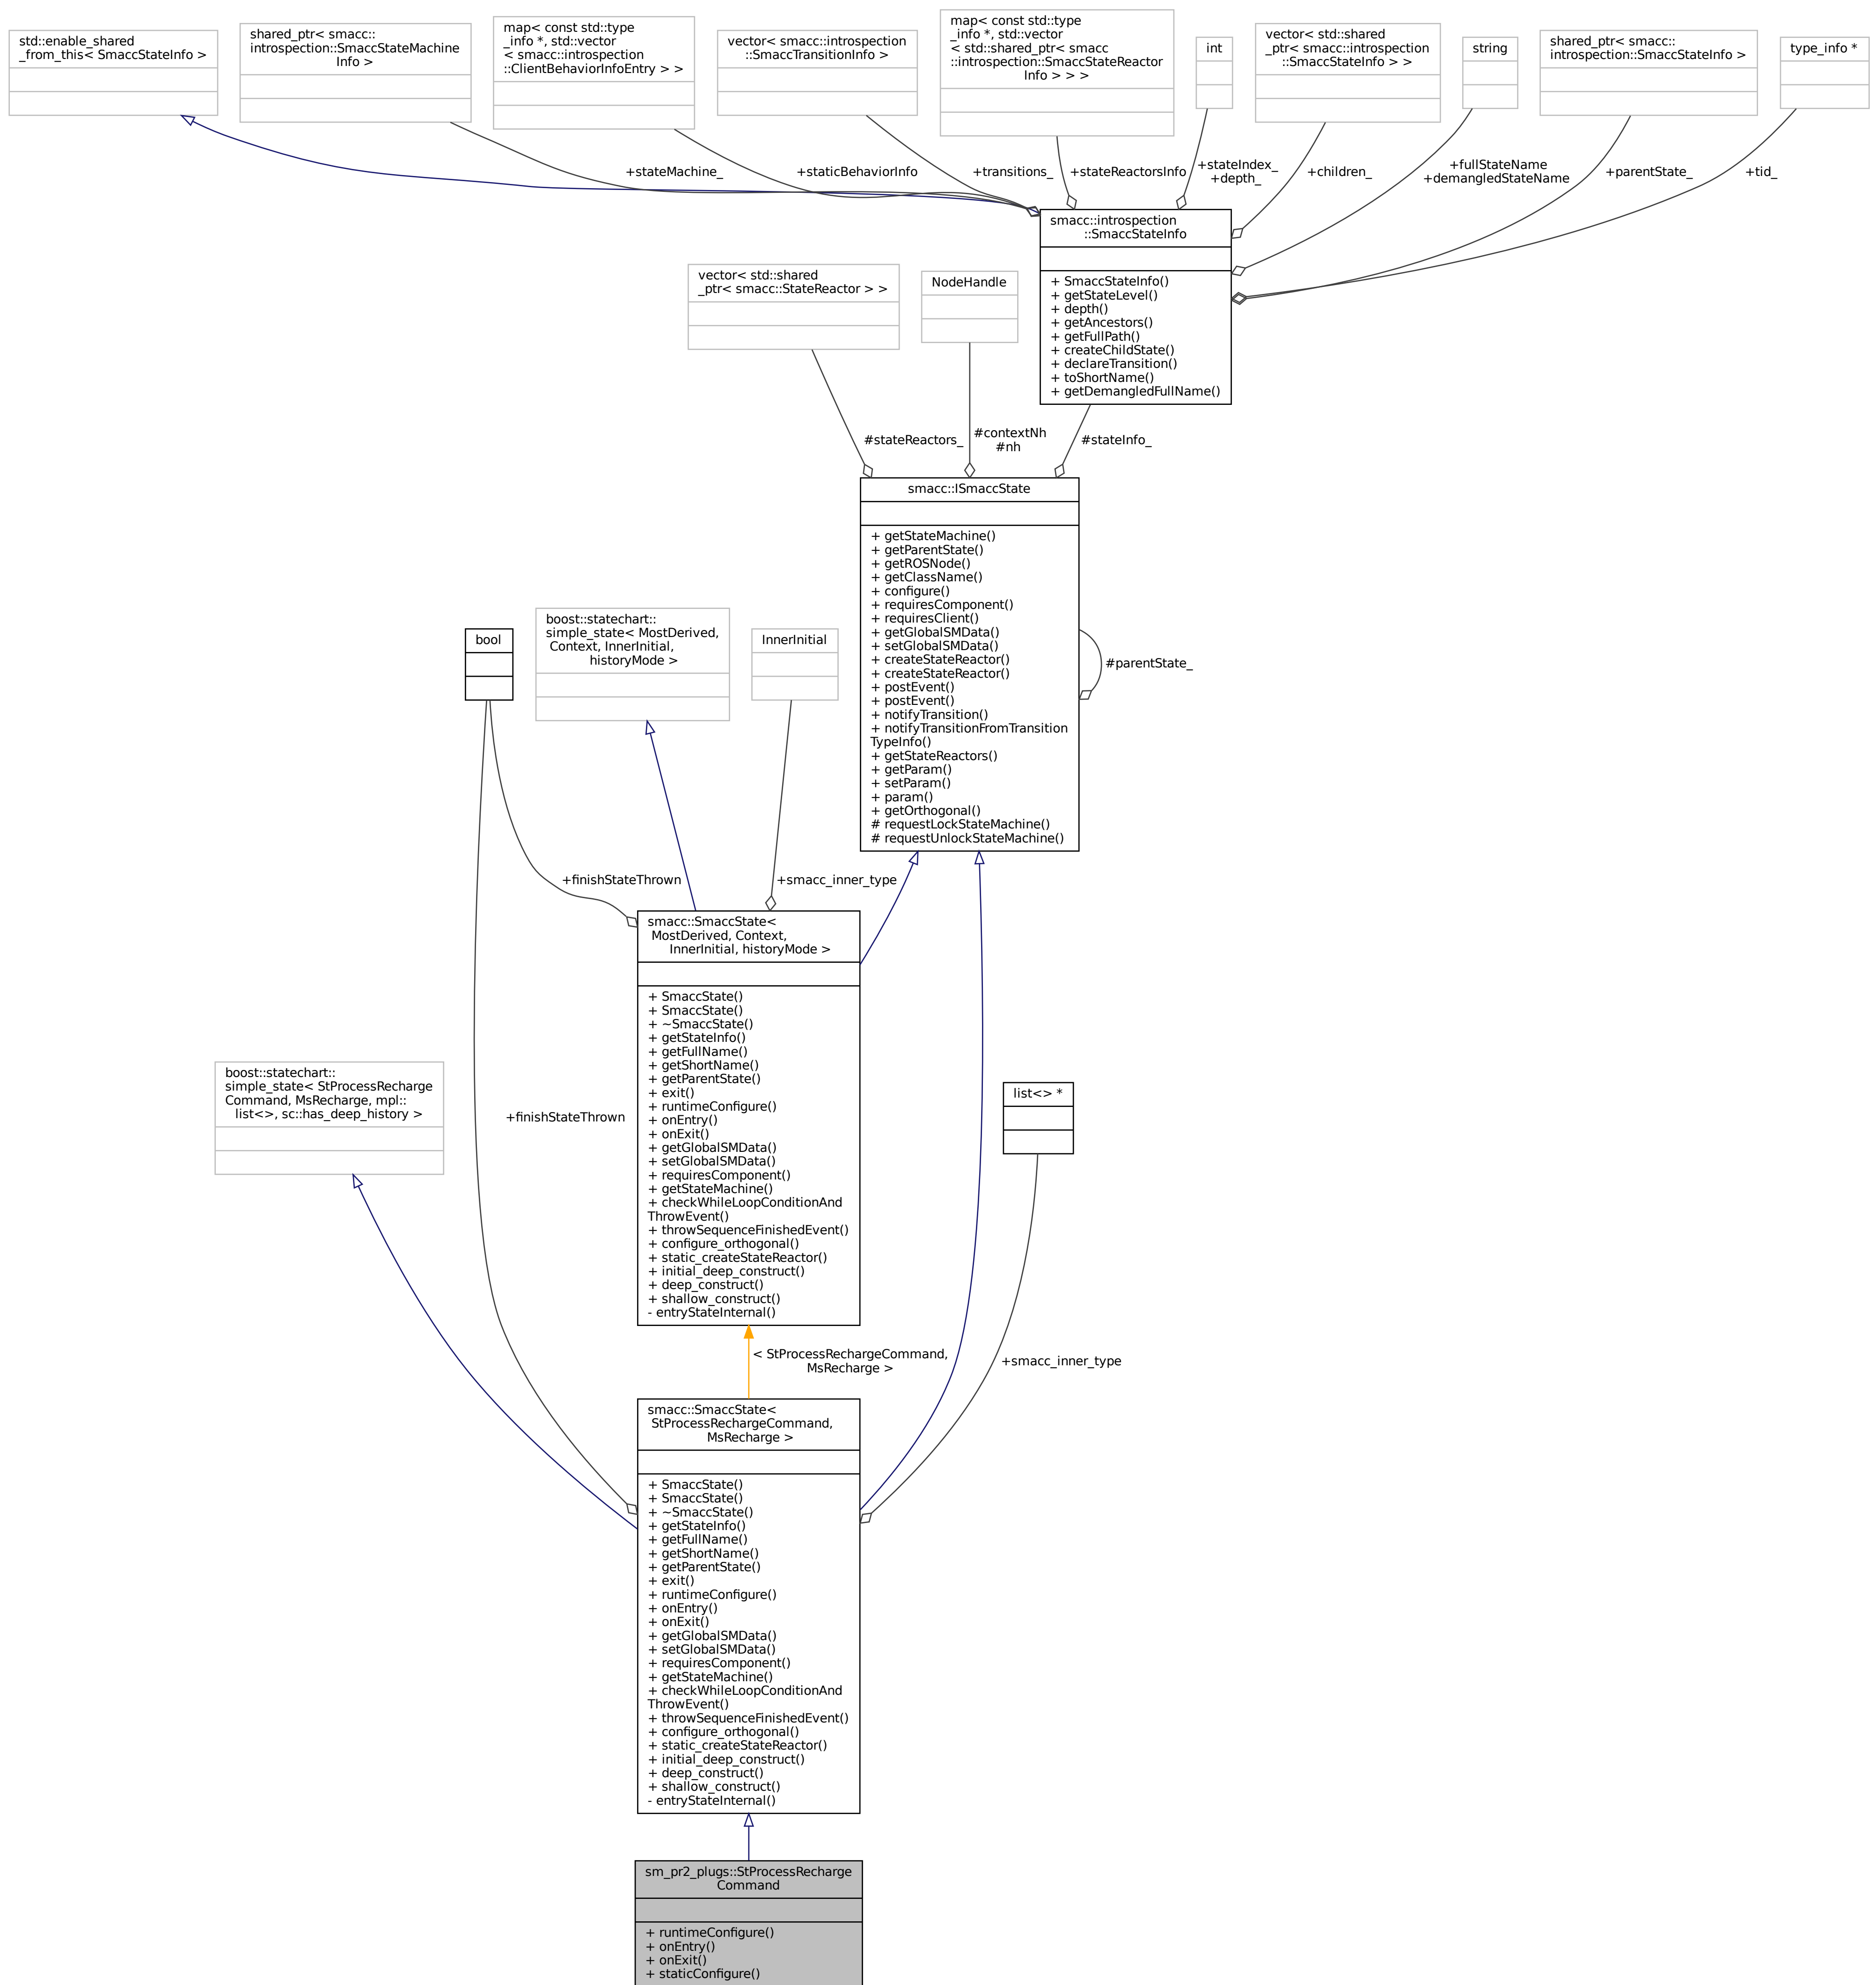 std::enable_shared
_from_this< SmaccStateInfo >
shared_ptr< smacc::
introspection::SmaccStateMachine
Info >
map< const std::type
_info *, std::vector
< smacc::introspection
::ClientBehaviorInfoEntry > >
vector< smacc::introspection
::SmaccTransitionInfo >
map< const std::type
_info *, std::vector
< std::shared_ptr< smacc
::introspection::SmaccStateReactor
Info > > >
int
vector< std::shared
_ptr< smacc::introspection
::SmaccStateInfo > >
string
shared_ptr< smacc::
introspection::SmaccStateInfo >
type_info *
+stateMachine_
+staticBehaviorInfo
+transitions_
+stateReactorsInfo
+stateIndex_
+depth_
+children_
+fullStateName
+demangledStateName
+parentState_
+tid_
smacc::introspection
::SmaccStateInfo
+ SmaccStateInfo()
+ getStateLevel()
+ depth()
+ getAncestors()
+ getFullPath()
+ createChildState()
+ declareTransition()
+ toShortName()
+ getDemangledFullName()
vector< std::shared
_ptr< smacc::StateReactor > >
NodeHandle
#stateReactors_
#contextNh
#nh
#stateInfo_
smacc::ISmaccState
+ getStateMachine()
+ getParentState()
+ getROSNode()
+ getClassName()
+ configure()
+ requiresComponent()
+ requiresClient()
+ getGlobalSMData()
+ setGlobalSMData()
+ createStateReactor()
+ createStateReactor()
+ postEvent()
+ postEvent()
+ notifyTransition()
+ notifyTransitionFromTransition
TypeInfo()
+ getStateReactors()
+ getParam()
+ setParam()
+ param()
+ getOrthogonal()
# requestLockStateMachine()
# requestUnlockStateMachine()
#parentState_
bool
boost::statechart::
simple_state< MostDerived,
Context, InnerInitial,
historyMode >
InnerInitial
+finishStateThrown
+smacc_inner_type
smacc::SmaccState<
MostDerived, Context,
InnerInitial, historyMode >
+ SmaccState()
+ SmaccState()
+ ~SmaccState()
+ getStateInfo()
+ getFullName()
+ getShortName()
+ getParentState()
+ exit()
+ runtimeConfigure()
+ onEntry()
+ onExit()
+ getGlobalSMData()
+ setGlobalSMData()
+ requiresComponent()
+ getStateMachine()
+ checkWhileLoopConditionAnd
ThrowEvent()
+ throwSequenceFinishedEvent()
+ configure_orthogonal()
+ static_createStateReactor()
+ initial_deep_construct()
+ deep_construct()
+ shallow_construct()
- entryStateInternal()
boost::statechart::
simple_state< StProcessRecharge
Command, MsRecharge, mpl::
list<>, sc::has_deep_history >
+finishStateThrown
list<> *
< StProcessRechargeCommand,
MsRecharge >
+smacc_inner_type
smacc::SmaccState<
StProcessRechargeCommand,
MsRecharge >
+ SmaccState()
+ SmaccState()
+ ~SmaccState()
+ getStateInfo()
+ getFullName()
+ getShortName()
+ getParentState()
+ exit()
+ runtimeConfigure()
+ onEntry()
+ onExit()
+ getGlobalSMData()
+ setGlobalSMData()
+ requiresComponent()
+ getStateMachine()
+ checkWhileLoopConditionAnd
ThrowEvent()
+ throwSequenceFinishedEvent()
+ configure_orthogonal()
+ static_createStateReactor()
+ initial_deep_construct()
+ deep_construct()
+ shallow_construct()
- entryStateInternal()
sm_pr2_plugs::StProcessRecharge
Command
+ runtimeConfigure()
+ onEntry()
+ onExit()
+ staticConfigure()